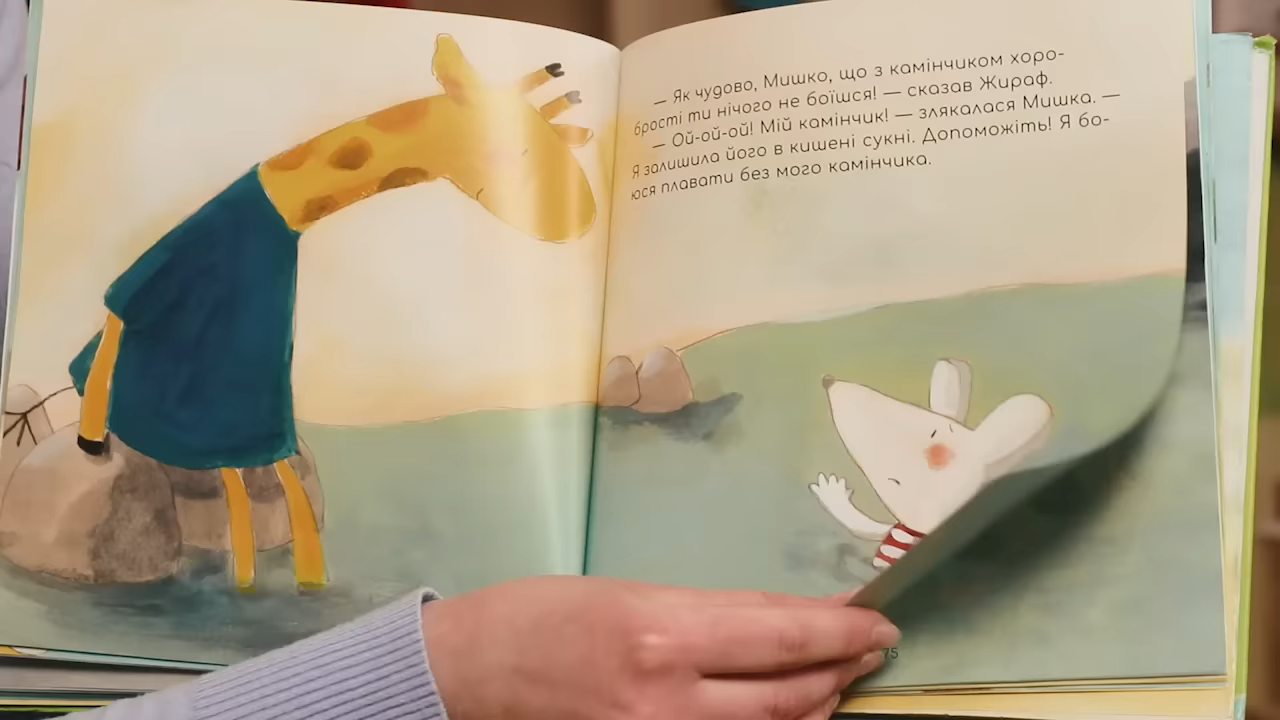 — Як чудово, Мишко, що з камінчиком хоро-
брості ти нічого не боїшся! — сказав Жираф.
— Ой-ой-ой! Мій камінчик! — злякалася Мишка. —
Я залишила його в кишені сукні. Допоможіть! Я бо-
юся плавати без мого камінчика.
75